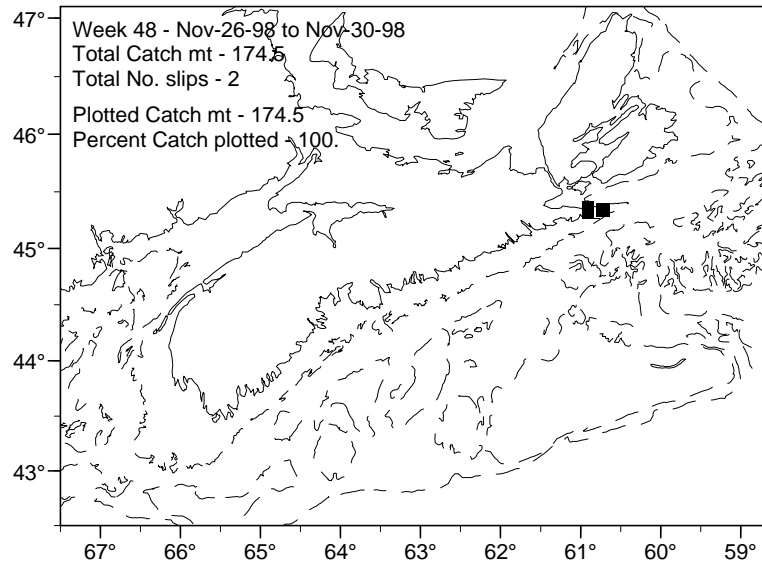 Week 48 - Nov-26-98 to Nov-30-98
Total Catch mt - 174.5
Total No. slips - 2
Plotted Catch mt - 174.5
Percent Catch plotted - 100.
47°
46°
45°
44°
43°
67° 66° 65° 64° 63° 62° 61° 60° 59°